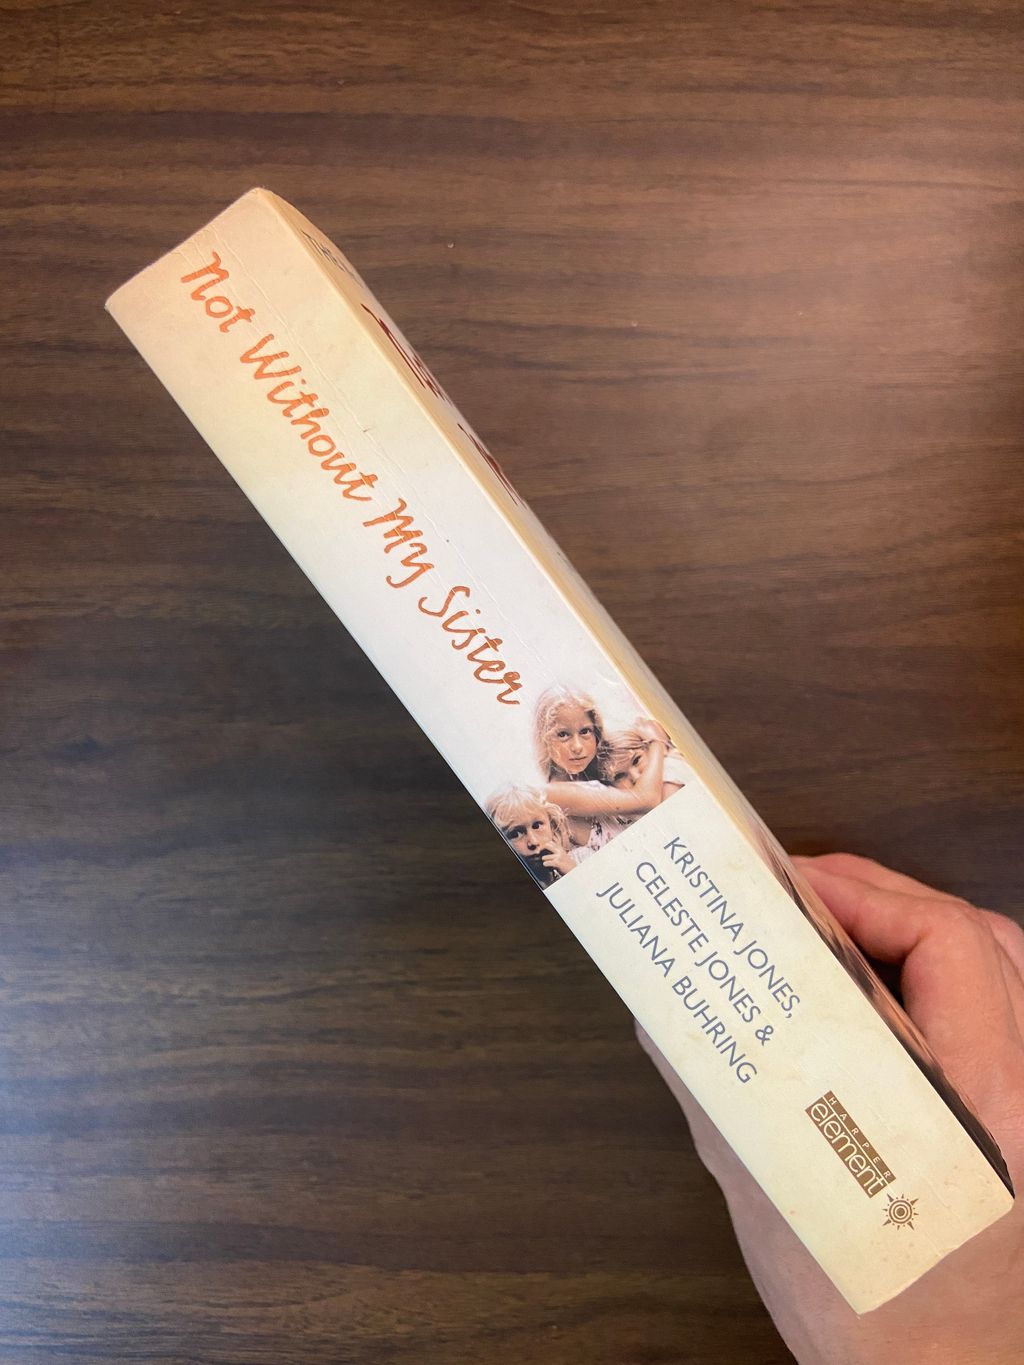 Not Without My Sister
KRISTINA JONES,
CELESTE JONES &
JULIANA BUHRING
HARPER
element